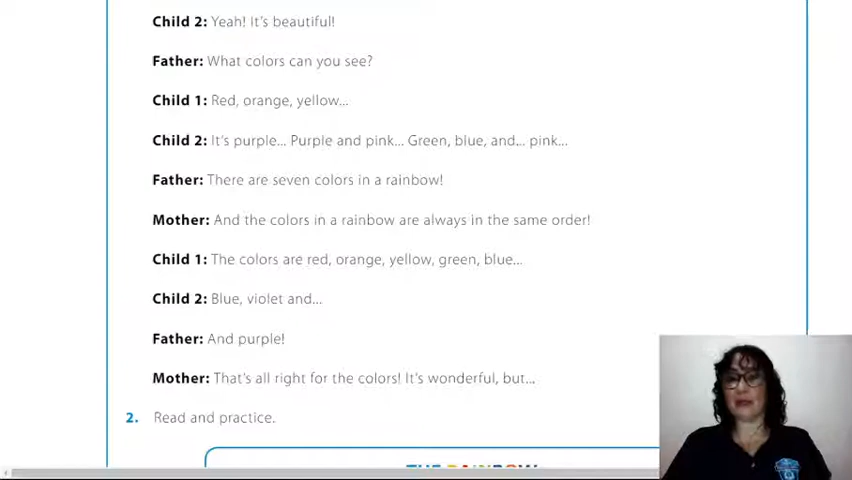 Child 2: Yeah! It's beautiful!
Father: What colors can you see?
Child 1: Red, orange, yellow...
Child 2: It's purple... Purple and pink... Green, blue, and... pink...
Father: There are seven colors in a rainbow!
Mother: And the colors in a rainbow are always in the same order!
Child 1: The colors are red, orange, yellow, green, blue...
Child 2: Blue, violet and...
Father: And purple!
Mother: That's all right for the colors! It's wonderful, but...
2. Read and practice.
THE RAINBOW